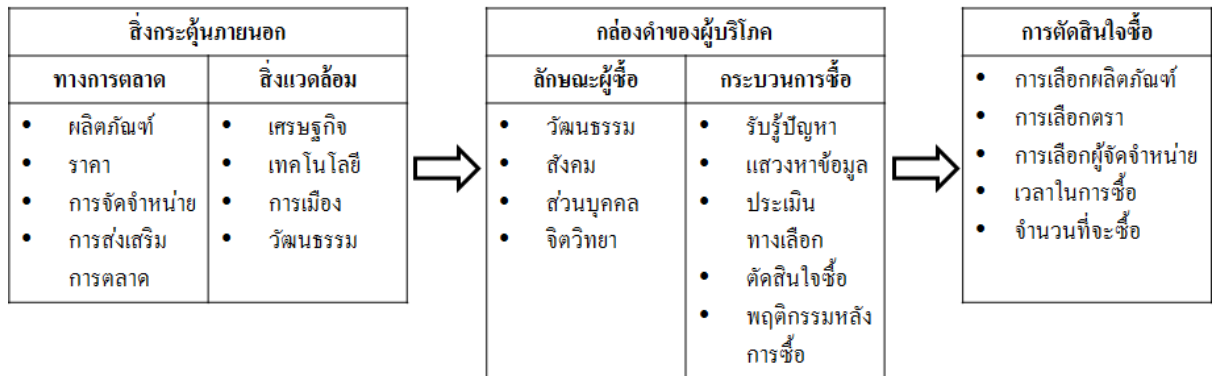 สิ่งกระตุ้นภายนอก
ทางการตลาด
สิ่งแวดล้อม
• ผลิตภัณฑ์
• ราคา
• การจัดจำหน่าย
• การส่งเสริม
การตลาด
• เศรษฐกิจ
• เทคโนโลยี
• การเมือง
• วัฒนธรรม
กล่องดำของผู้บริโภค
ลักษณะผู้ซื้อ
กระบวนการซื้อ
• วัฒนธรรม
• สังคม
• ส่วนบุคคล
• จิตวิทยา
• รับรู้ปัญหา
• แสวงหาข้อมูล
• ประเมิน
ทางเลือก
• ตัดสินใจซื้อ
• พฤติกรรมหลัง
การซื้อ
การตัดสินใจซื้อ
• การเลือกผลิตภัณฑ์
• การเลือกตรา
• การเลือกผู้จัดจำหน่าย
• เวลาในการซื้อ
• จำนวนที่จะซื้อ